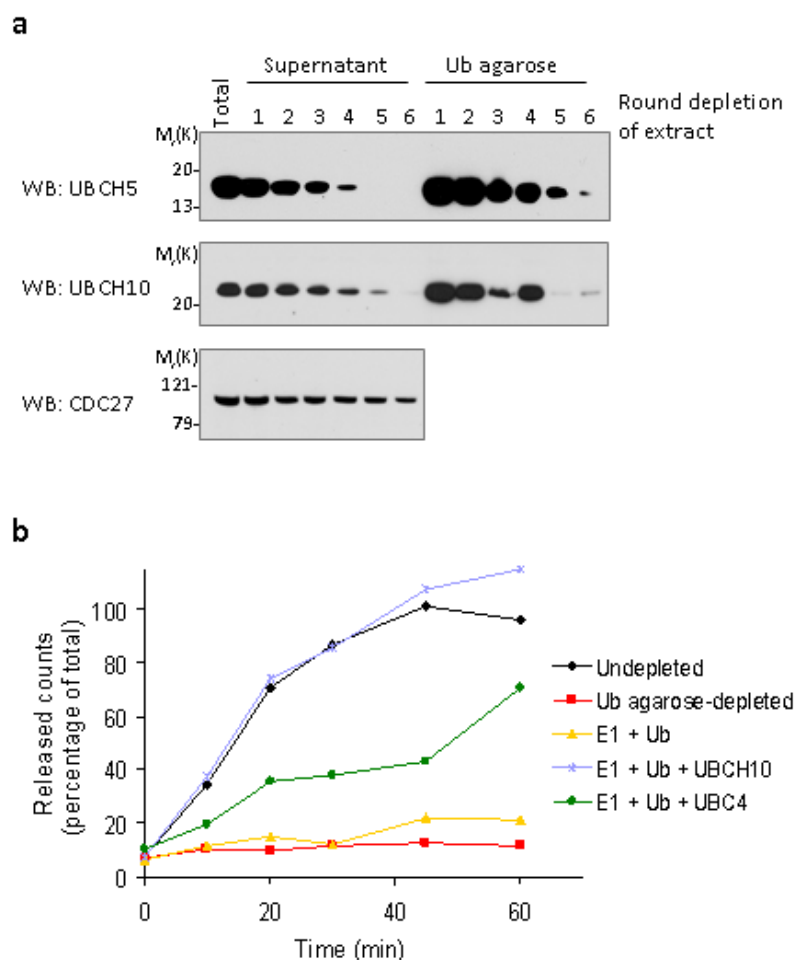 a
Supernatant Ub agarose
Total 1 2 3 4 5 6 1 2 3 4 5 6 Round depletion
of extract
Mr(K)
20-
WB: UBCH5
13-
Mr(K)
WB: UBCH10
20-
Mr(K)
121-
WB: CDC27
79-
b
Released counts
(percentage of total)
100
80
60
40
20
0
0 20 40 60
Time (min)
Undepleted
Ub agarose-depleted
E1 + Ub
E1 + Ub + UBCH10
E1 + Ub + UBC4